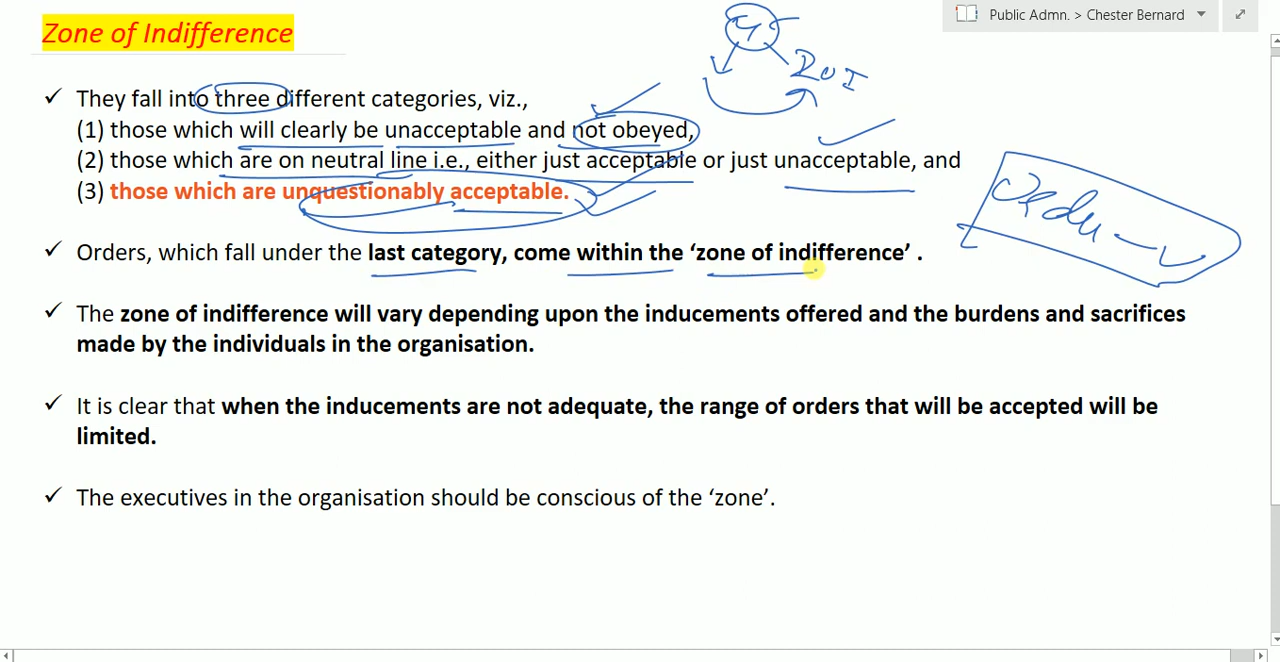 Public Admn. > Chester Bernard
Zone of Indifference
ZOI
✓ They fall into three different categories, viz.,
(1) those which will clearly be unacceptable and not obeyed,
(2) those which are on neutral line i.e., either just acceptable or just unacceptable, and
(3) those which are unquestionably acceptable.
✓ Orders, which fall under the last category, come within the ‘zone of indifference’ .
✓ The zone of indifference will vary depending upon the inducements offered and the burdens and sacrifices
made by the individuals in the organisation.
✓ It is clear that when the inducements are not adequate, the range of orders that will be accepted will be
limited.
✓ The executives in the organisation should be conscious of the ‘zone’.